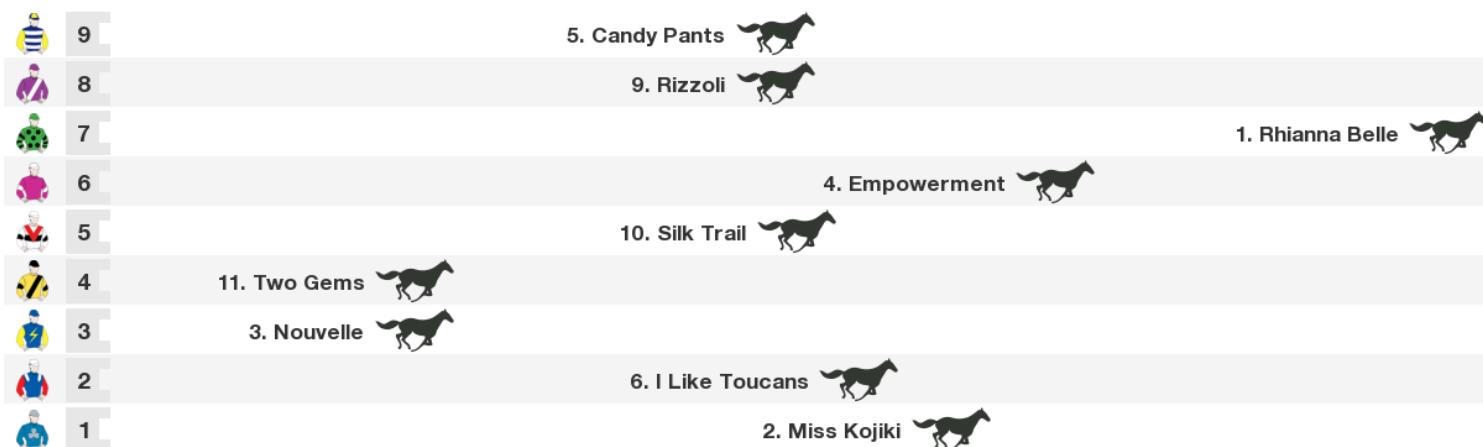 9 5. Candy Pants
8 9. Rizzoli
7 1. Rhianna Belle
6 4. Empowerment
5 10. Silk Trail
4 11. Two Gems
3 3. Nouvelle
2 6. I Like Toucans
1 2. Miss Kojiki